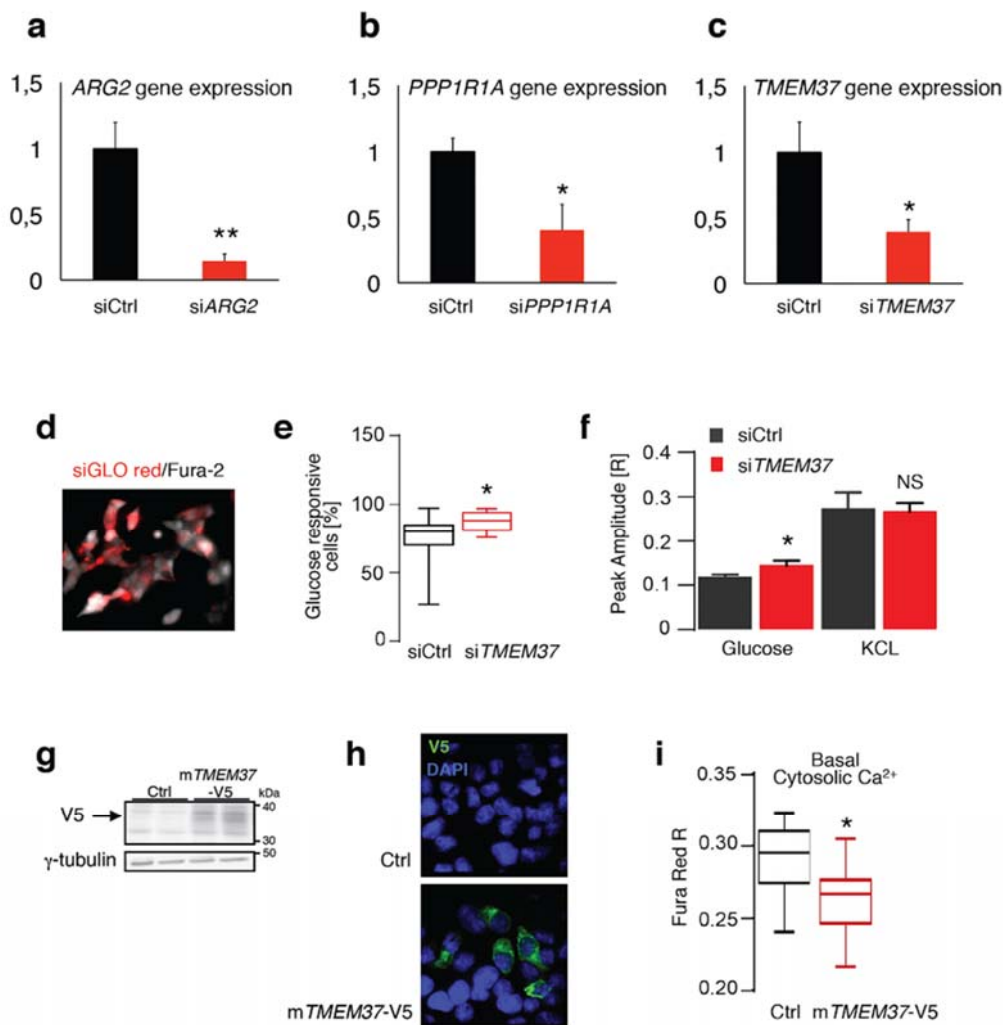 a
ARG2 gene expression
1,5
1
0,5
0
**
siCtrl
siARG2
b
PPP1R1A gene expression
1,5
1
0,5
0
*
siCtrl
siPPP1R1A
c
TMEM37 gene expression
1,5
1
0,5
0
*
siCtrl
siTMEM37
d
siGLO red/Fura-2
e
Glucose responsive
cells [%]
150
100
50
0
*
siCtrl
siTMEM37
f
siCtrl
siTMEM37
Peak Amplitude [R]
0.4
0.3
0.2
0.1
0
*
NS
Glucose
KCL
g
Ctrl
mTMEM37
-V5
kDa
V5
40
30
50
γ-tubulin
h
V5
DAPI
Ctrl
mTMEM37-V5
i
Basal
Cytosolic Ca²⁺
Fura Red R
0.35
0.30
0.25
0.20
*
Ctrl
mTMEM37-V5